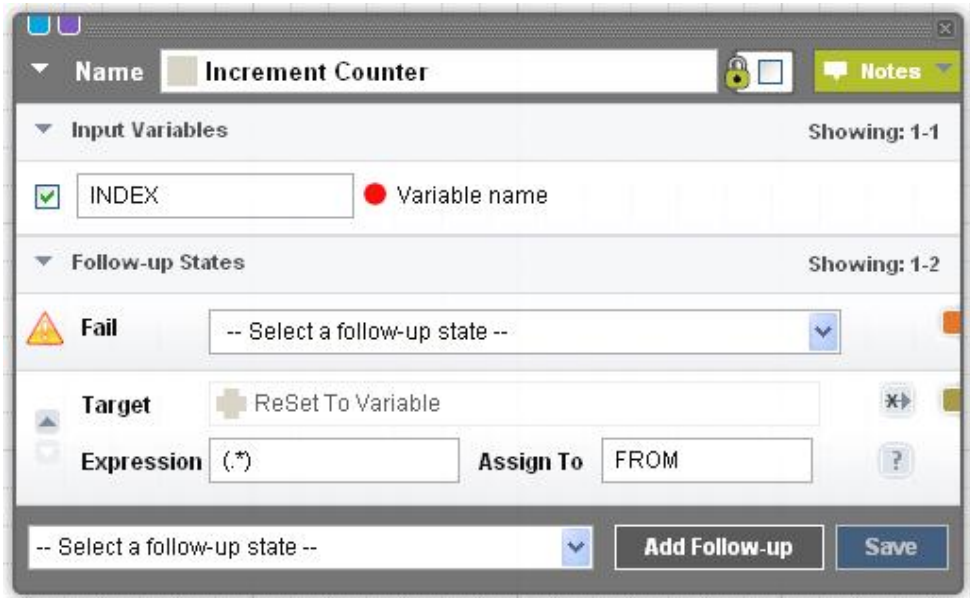 Name Increment Counter Notes
Input Variables Showing: 1-1
INDEX Variable name
Follow-up States Showing: 1-2
Fail -- Select a follow-up state --
Target ReSet To Variable
Expression (.*) Assign To FROM ?
-- Select a follow-up state -- Add Follow-up Save